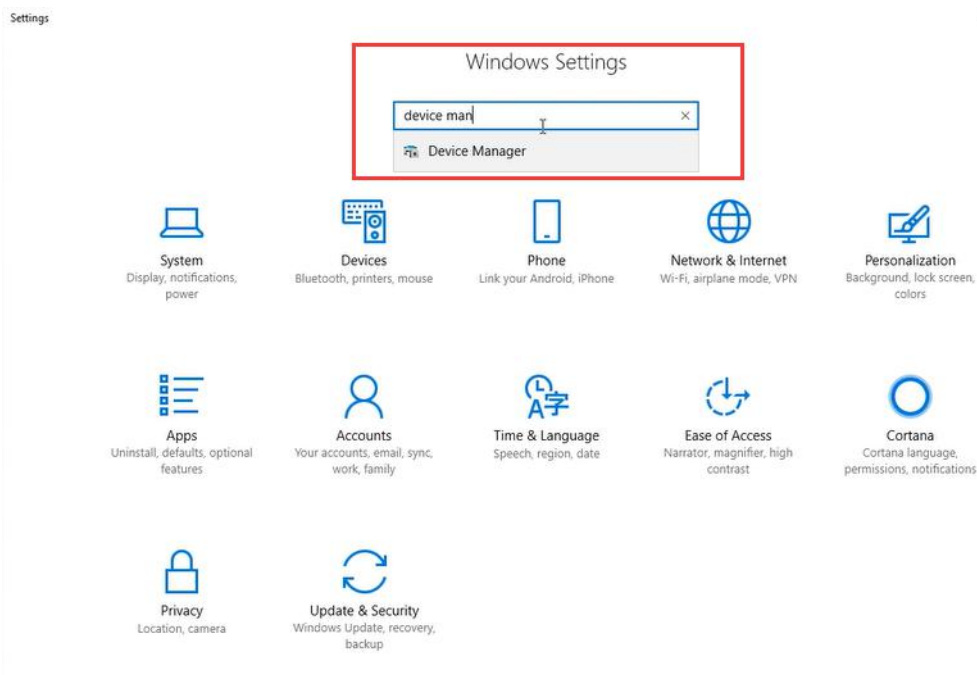 Settings
Windows Settings
device man
Device Manager
System
Display, notifications,
power
Devices
Bluetooth, printers, mouse
Phone
Link your Android, iPhone
Network & Internet
Wi-Fi, airplane mode, VPN
Personalization
Background, lock screen,
colors
Apps
Uninstall, defaults, optional
features
Accounts
Your accounts, email, sync,
work, family
Time & Language
Speech, region, date
Ease of Access
Narrator, magnifier, high
contrast
Cortana
Cortana language,
permissions, notifications
Privacy
Location, camera
Update & Security
Windows Update, recovery,
backup